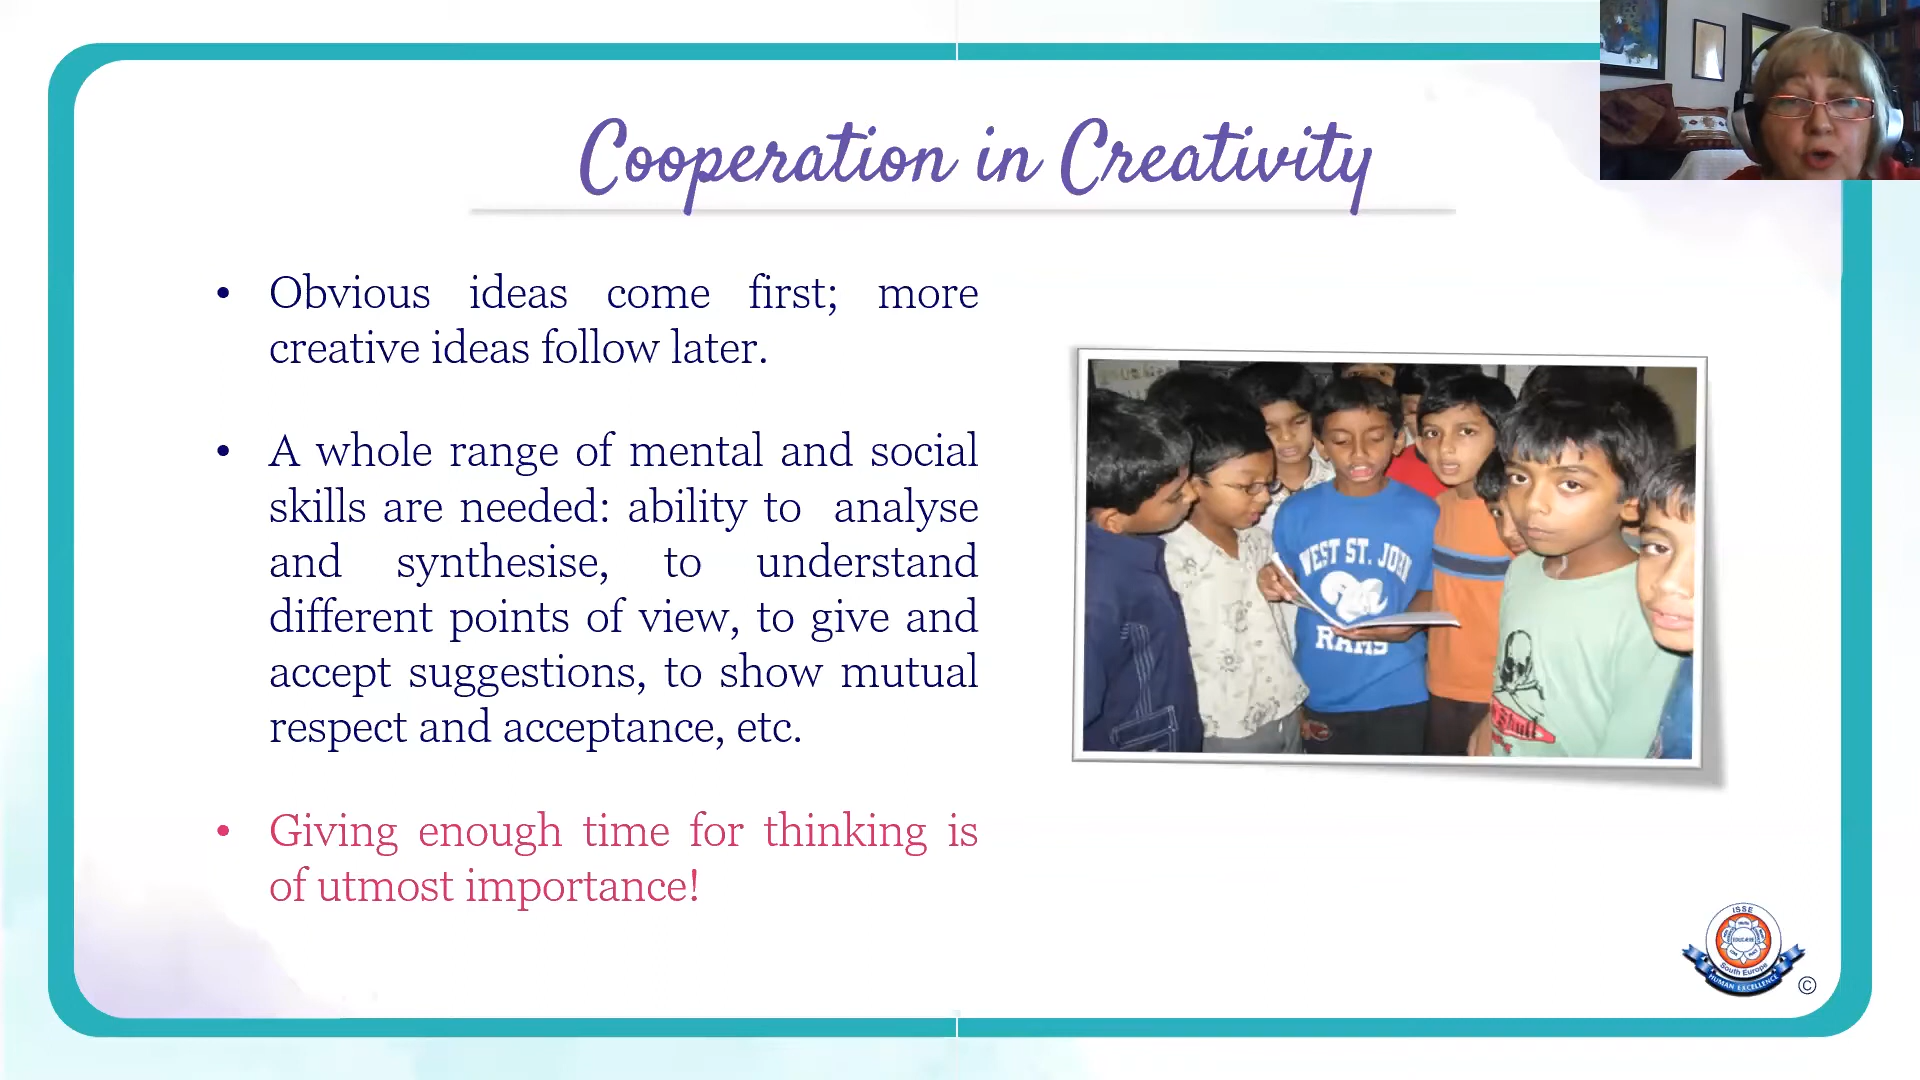 Cooperation in Creativity
• Obvious ideas come first; more
creative ideas follow later.
• A whole range of mental and social
skills are needed: ability to analyse
and synthesise, to understand
different points of view, to give and
accept suggestions, to show mutual
respect and acceptance, etc.
• Giving enough time for thinking is
of utmost importance!
WEST ST. JOHN
RAMS
ISSE
EDUCARE
South Europe
HUMAN EXCELLENCE
©